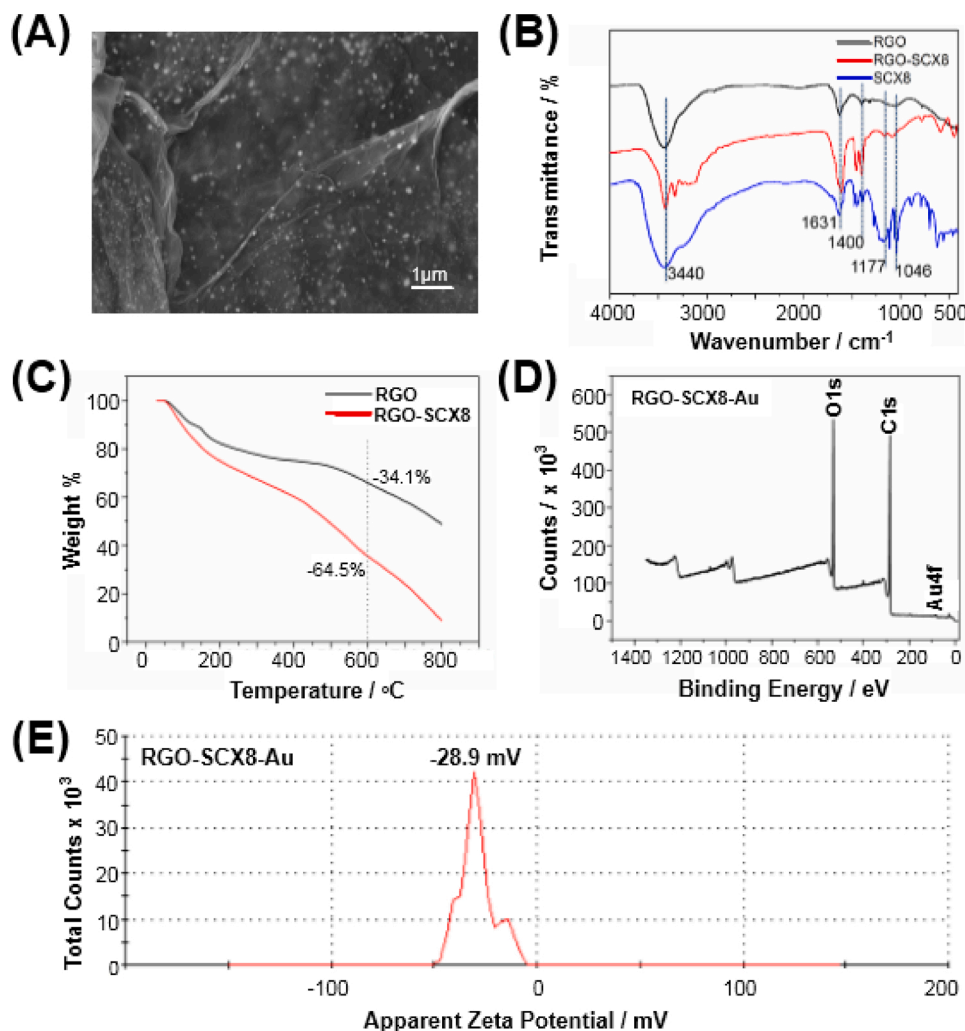 (A)
1μm
(B)
RGO
RGO-SCX8
SCX8
Transmittance / %
1631
1400
1177
1046
3440
4000 3000 2000 1000 500
Wavenumber / cm⁻¹
(C)
RGO
RGO-SCX8
Weight %
100
80
60
40
20
0
-34.1%
-64.5%
0 200 400 600 800
Temperature / ºC
(D)
RGO-SCX8-Au
O1s
C1s
Au4f
Counts / x 10³
600
500
400
300
200
100
0
1400 1200 1000 800 600 400 200 0
Binding Energy / eV
(E)
RGO-SCX8-Au
-28.9 mV
Total Counts x 10³
50
40
30
20
10
0
-100 0 100 200
Apparent Zeta Potential / mV